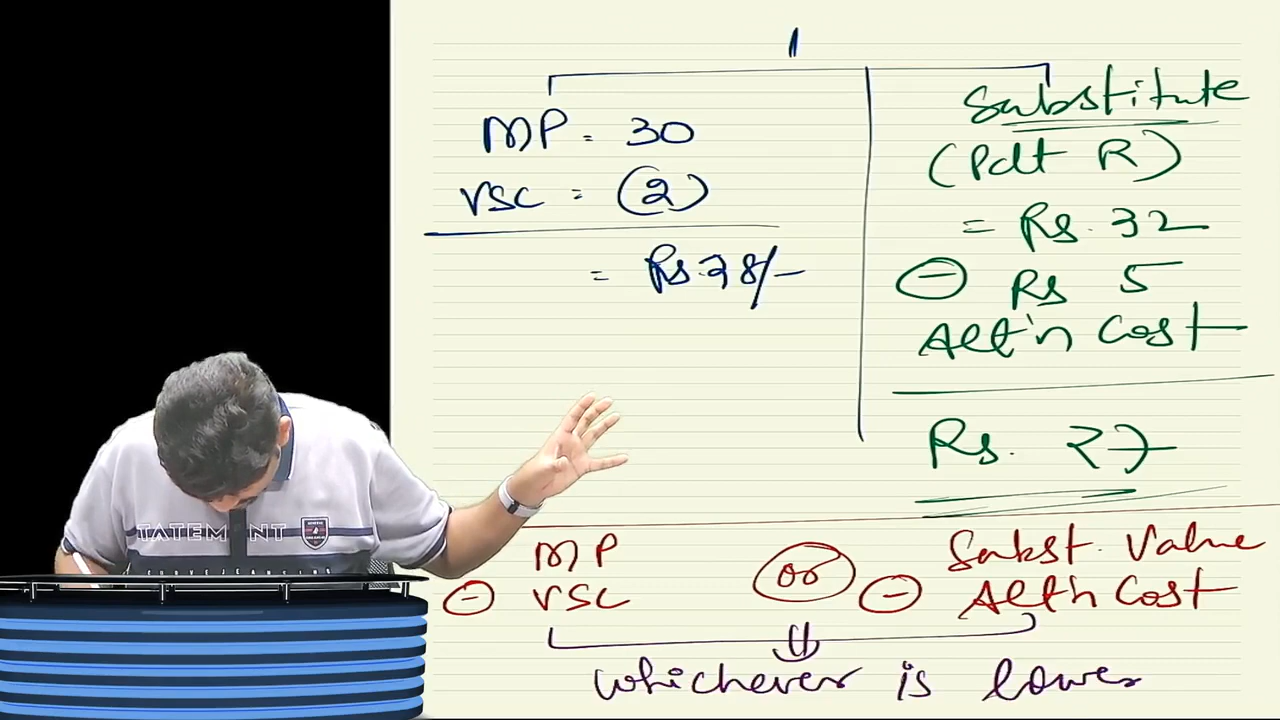 MP = 30
VSC = (2)
= Rs. 28/-
Substitute
(Pdt R)
= Rs. 32
(-) Rs 5
Alt'n Cost
Rs. 27
MP
(-) VSC
or
Subst. Value
(-) Alt'n Cost
whichever is lower
TATEMENT